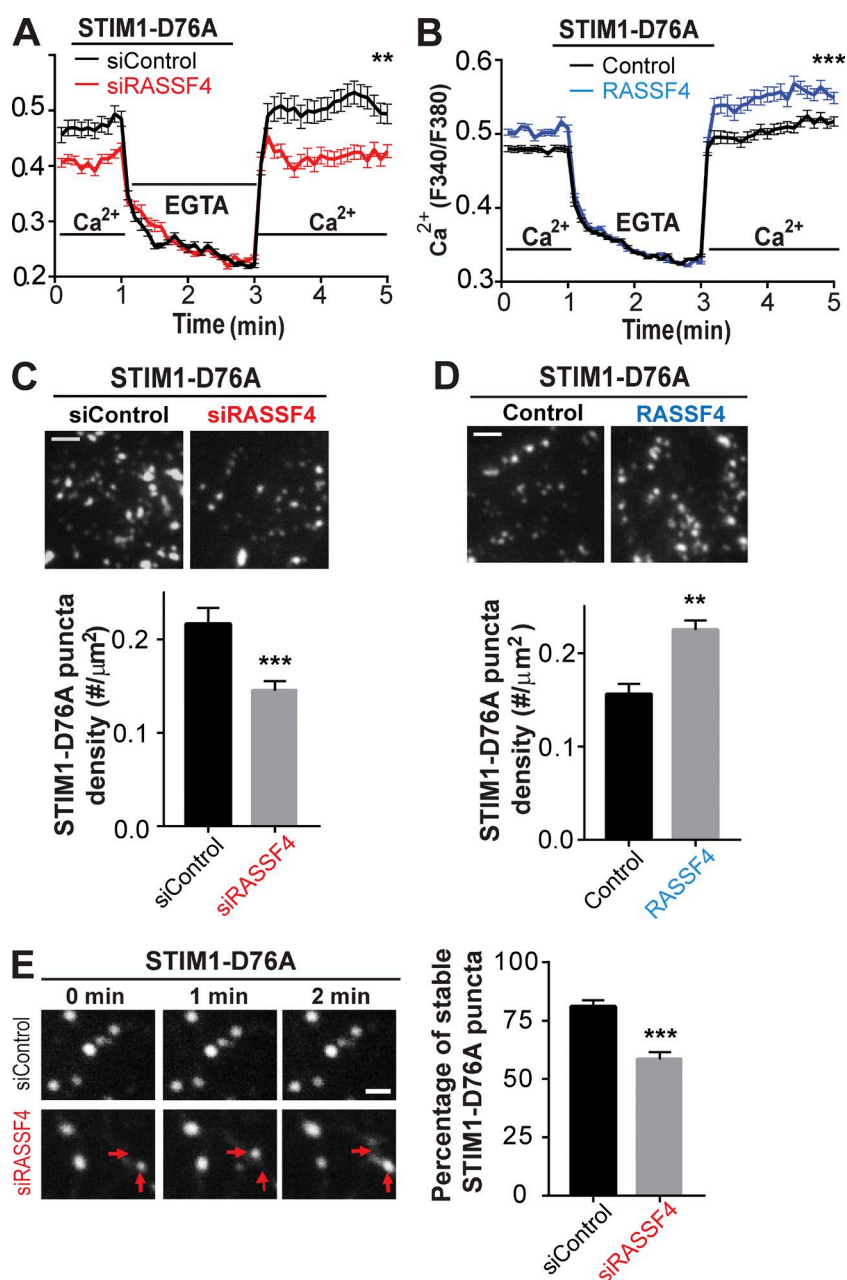 A
STIM1-D76A
siControl
siRASSF4
**
0.5
0.4
0.3
0.2
EGTA
Ca²⁺
Ca²⁺
0 1 2 3 4 5
Time (min)
B
STIM1-D76A
Control
RASSF4
***
Ca²⁺ (F340/F380)
0.6
0.5
0.4
0.3
EGTA
Ca²⁺
Ca²⁺
0 1 2 3 4 5
Time(min)
C
STIM1-D76A
siControl siRASSF4
STIM1-D76A puncta
density (#/μm²)
0.2
0.1
0.0
***
siControl
siRASSF4
D
STIM1-D76A
Control RASSF4
STIM1-D76A puncta
density (#/μm²)
0.2
0.1
0.0
**
Control
RASSF4
E
STIM1-D76A
0 min 1 min 2 min
siControl
siRASSF4
Percentage of stable
STIM1-D76A puncta
100
75
50
25
0
***
siControl
siRASSF4